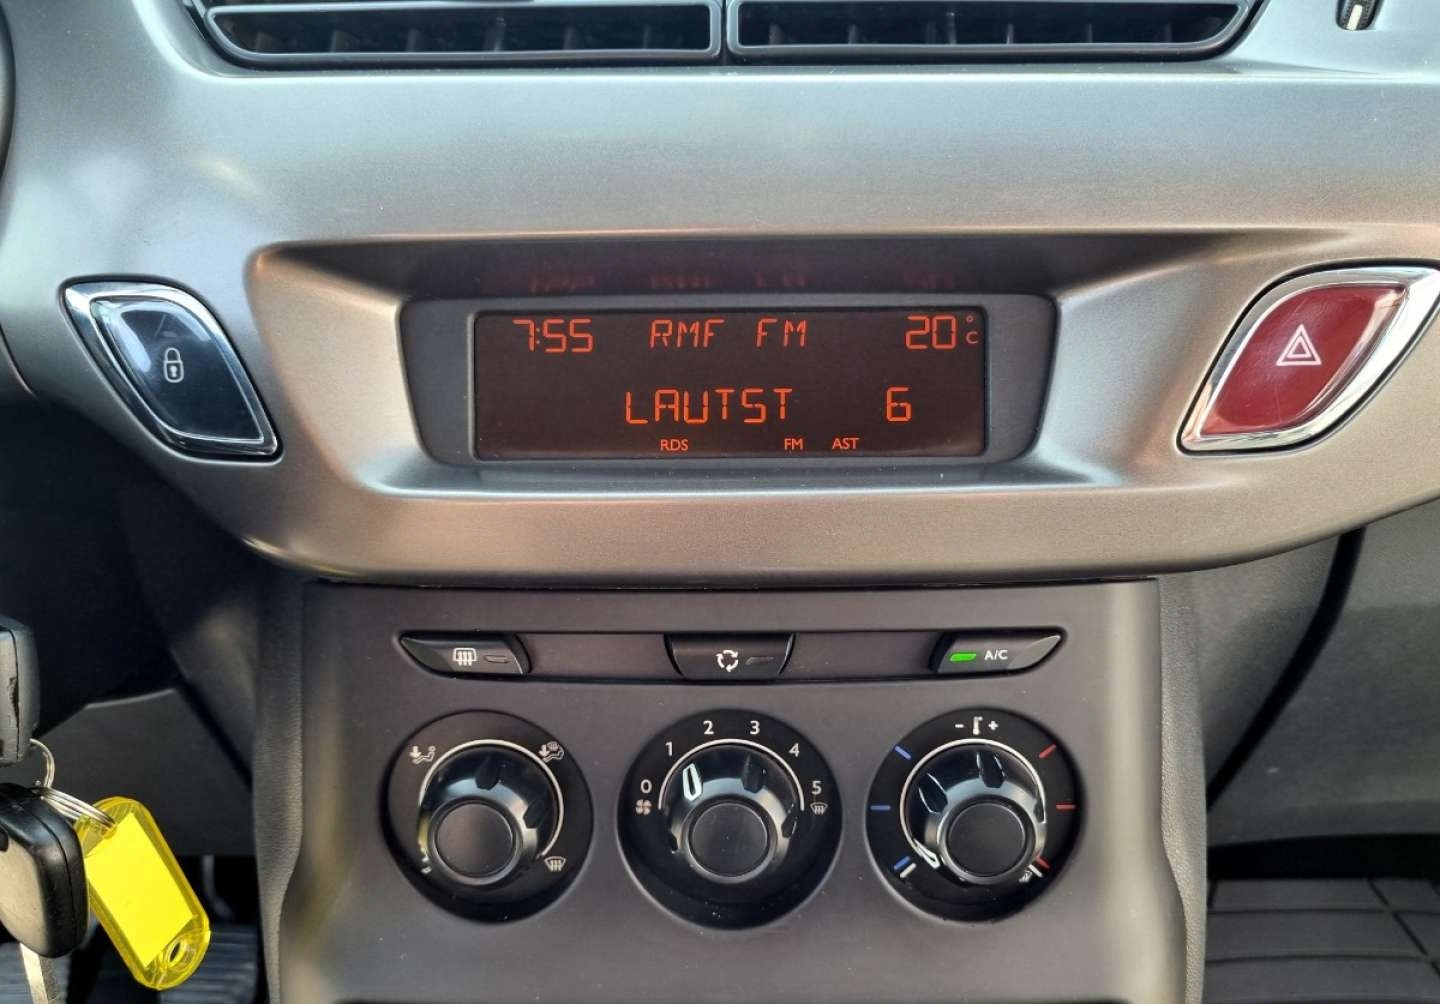 7:55 RMF FM 20°C
LAUTST 6
RDS FM AST
A/C
0 1 2 3 4 5
- +